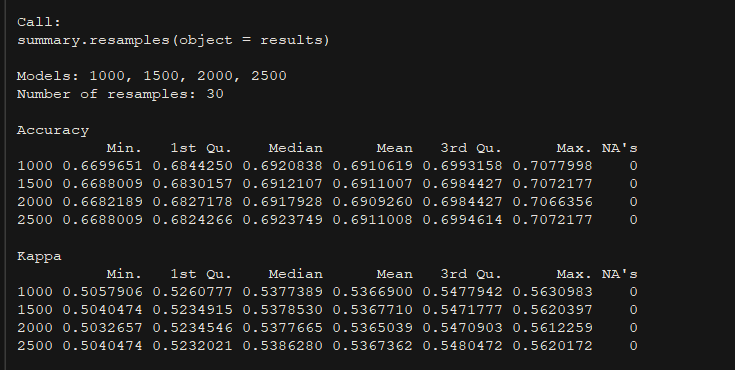 Call:
summary.resamples(object = results)
Models: 1000, 1500, 2000, 2500
Number of resamples: 30
Accuracy
Min. 1st Qu. Median Mean 3rd Qu. Max. NA's
1000 0.6699651 0.6844250 0.6920838 0.6910619 0.6993158 0.7077998 0
1500 0.6688009 0.6830157 0.6912107 0.6911007 0.6984427 0.7072177 0
2000 0.6682189 0.6827178 0.6917928 0.6909260 0.6984427 0.7066356 0
2500 0.6688009 0.6824266 0.6923749 0.6911008 0.6994614 0.7072177 0
Kappa
Min. 1st Qu. Median Mean 3rd Qu. Max. NA's
1000 0.5057906 0.5260777 0.5377389 0.5366900 0.5477942 0.5630983 0
1500 0.5040474 0.5234915 0.5378530 0.5367710 0.5471777 0.5620397 0
2000 0.5032657 0.5234546 0.5377665 0.5365039 0.5470903 0.5612259 0
2500 0.5040474 0.5232021 0.5386280 0.5367362 0.5480472 0.5620172 0